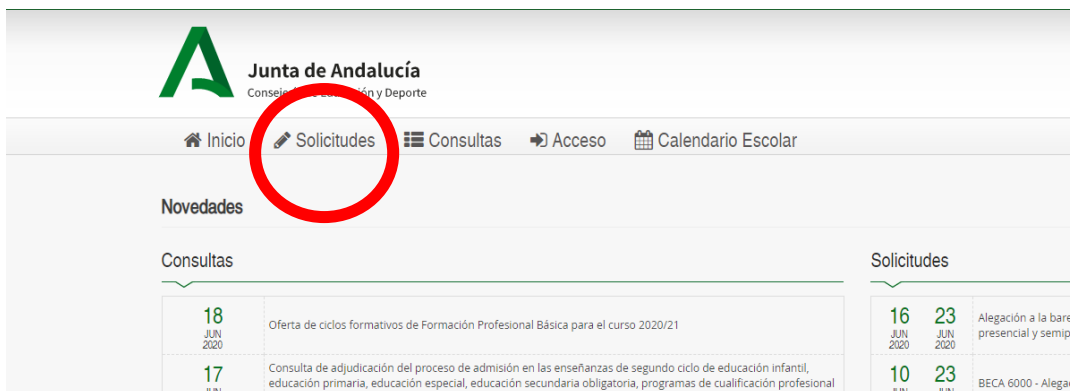 Junta de Andalucía
Deporte
Inicio Solicitudes Consultas Acceso Calendario Escolar
Novedades
Consultas
18
JUN
2020
Oferta de ciclos formativos de Formación Profesional Básica para el curso 2020/21
17
Consulta de adjudicación del proceso de admisión en las enseñanzas de segundo ciclo de educación infantil,
educación primaria, educación especial, educación secundaria obligatoria, programas de cualificación profesional
Solicitudes
16 23
JUN JUN
2020 2020
Alegación a la bare
presencial y semip
10 23
BECA 6000 - Alega